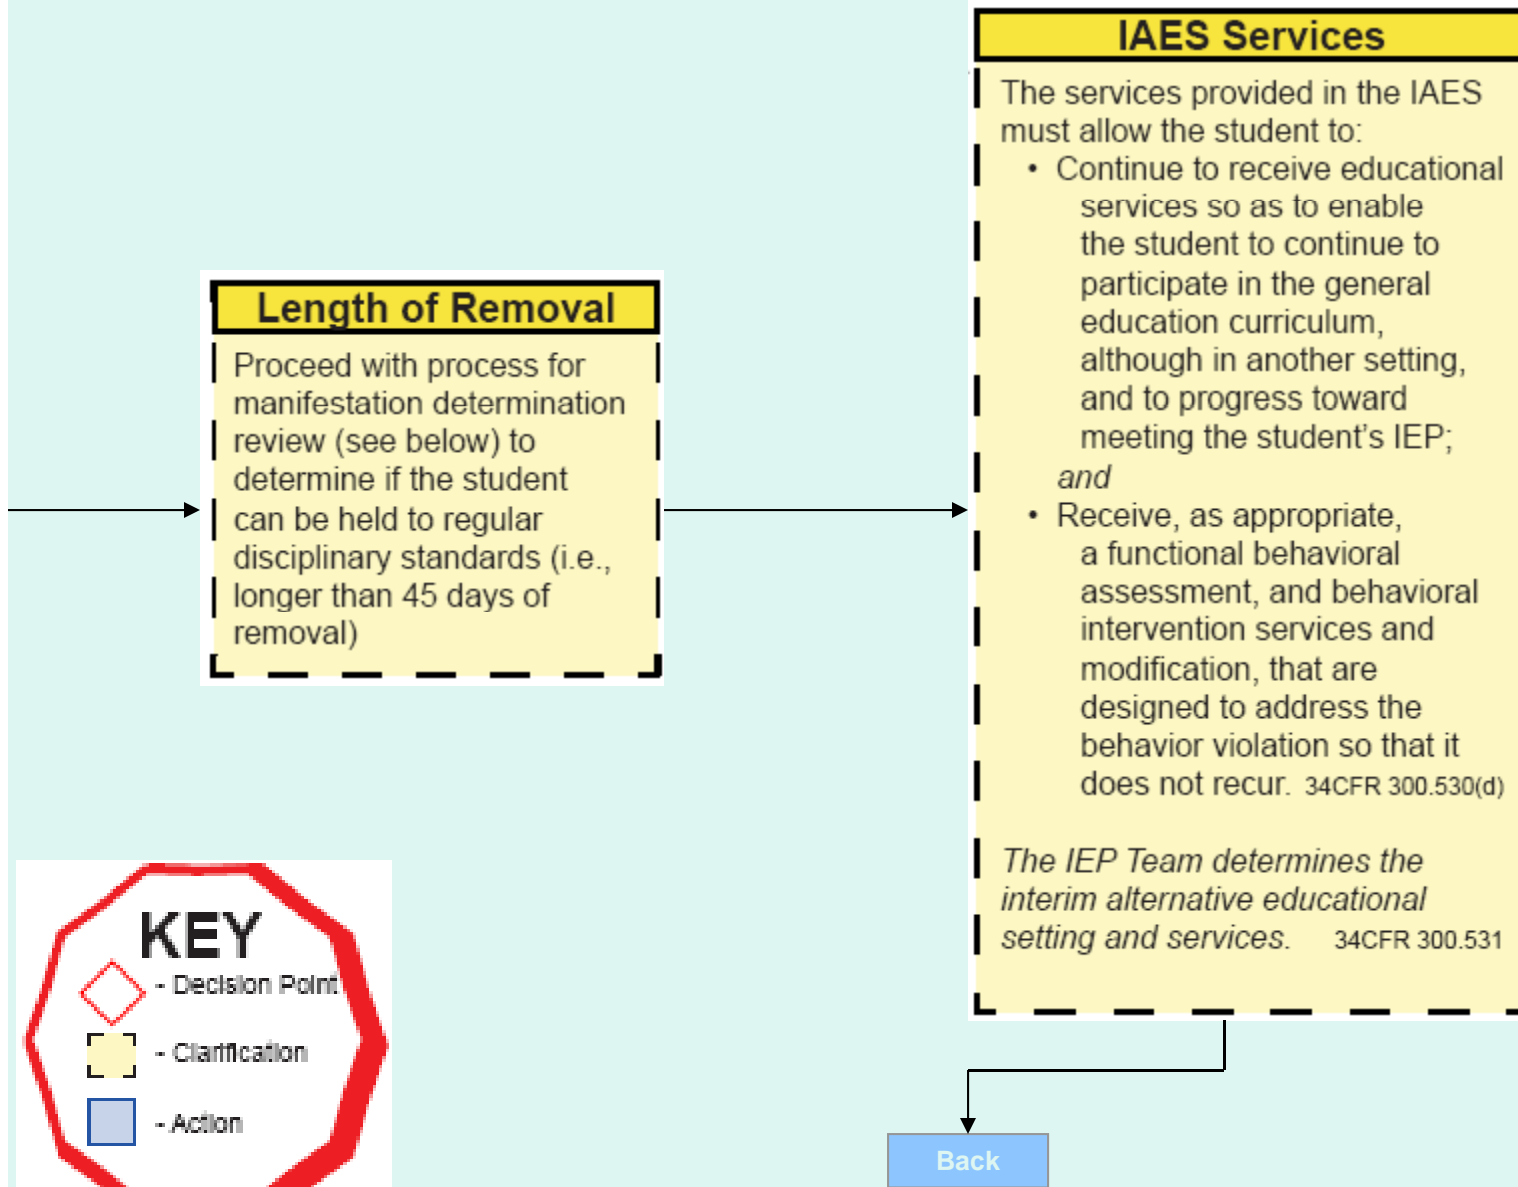 Length of Removal
Proceed with process for
manifestation determination
review (see below) to
determine if the student
can be held to regular
disciplinary standards (i.e.,
longer than 45 days of
removal)
IAES Services
The services provided in the IAES
must allow the student to:
• Continue to receive educational
services so as to enable
the student to continue to
participate in the general
education curriculum,
although in another setting,
and to progress toward
meeting the student's IEP;
and
• Receive, as appropriate,
a functional behavioral
assessment, and behavioral
intervention services and
modification, that are
designed to address the
behavior violation so that it
does not recur. 34CFR 300.530(d)
The IEP Team determines the
interim alternative educational
setting and services. 34CFR 300.531
KEY
- Decision Point
- Clarification
- Action
Back